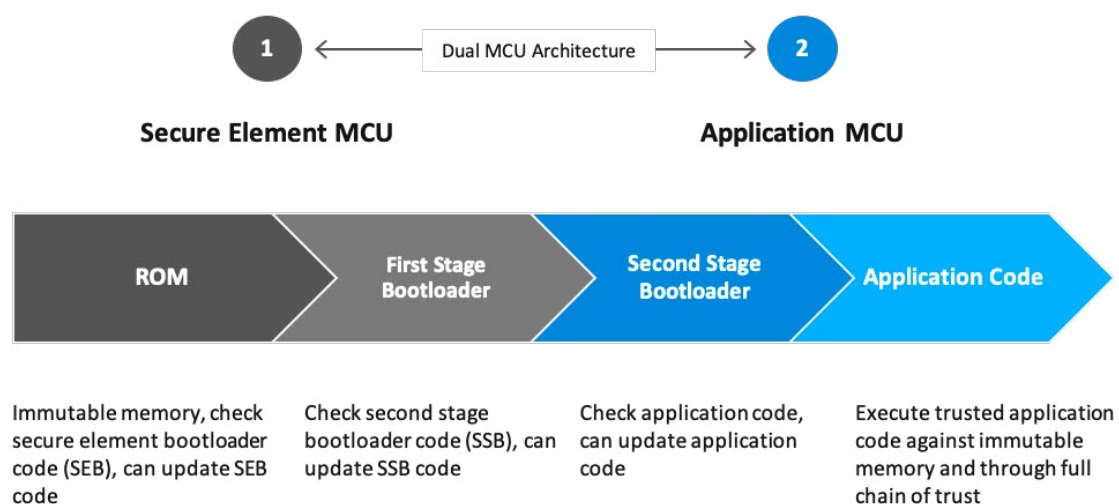 1
Dual MCU Architecture
2
Secure Element MCU
Application MCU
ROM
First Stage
Bootloader
Second Stage
Bootloader
Application Code
Immutable memory, check
secure element bootloader
code (SEB), can update SEB
code
Check second stage
bootloader code (SSB), can
update SSB code
Check application code,
can update application
code
Execute trusted application
code against immutable
memory and through full
chain of trust